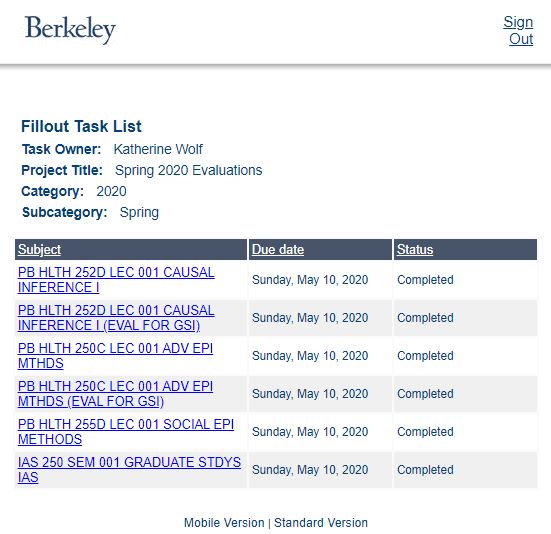 Berkeley
Sign
Out
Fillout Task List
Task Owner: Katherine Wolf
Project Title: Spring 2020 Evaluations
Category: 2020
Subcategory: Spring
Subject Due date Status
PB HLTH 252D LEC 001 CAUSAL
INFERENCE I Sunday, May 10, 2020 Completed
PB HLTH 252D LEC 001 CAUSAL
INFERENCE I (EVAL FOR GSI) Sunday, May 10, 2020 Completed
PB HLTH 250C LEC 001 ADV EPI
MTHDS Sunday, May 10, 2020 Completed
PB HLTH 250C LEC 001 ADV EPI
MTHDS (EVAL FOR GSI) Sunday, May 10, 2020 Completed
PB HLTH 255D LEC 001 SOCIAL EPI
METHODS Sunday, May 10, 2020 Completed
IAS 250 SEM 001 GRADUATE STDYS
IAS Sunday, May 10, 2020 Completed
Mobile Version | Standard Version